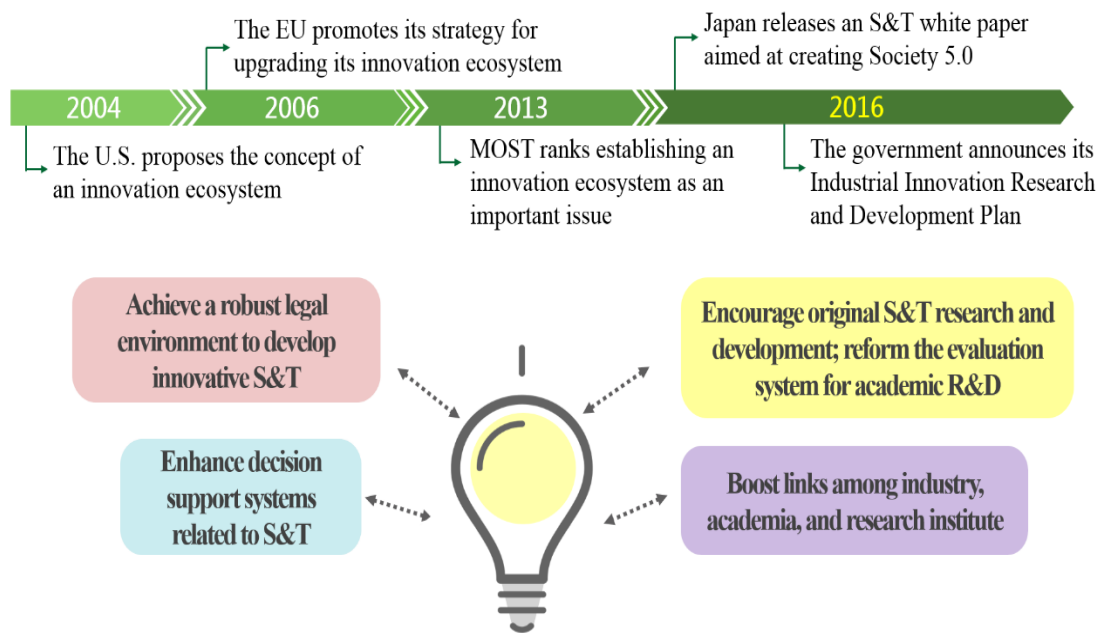 The EU promotes its strategy for
upgrading its innovation ecosystem
Japan releases an S&T white paper
aimed at creating Society 5.0
2004
2006
2013
2016
The U.S. proposes the concept of
an innovation ecosystem
MOST ranks establishing an
innovation ecosystem as an
important issue
The government announces its
Industrial Innovation Research
and Development Plan
Achieve a robust legal
environment to develop
innovative S&T
Encourage original S&T research and
development; reform the evaluation
system for academic R&D
Enhance decision
support systems
related to S&T
Boost links among industry,
academia, and research institute